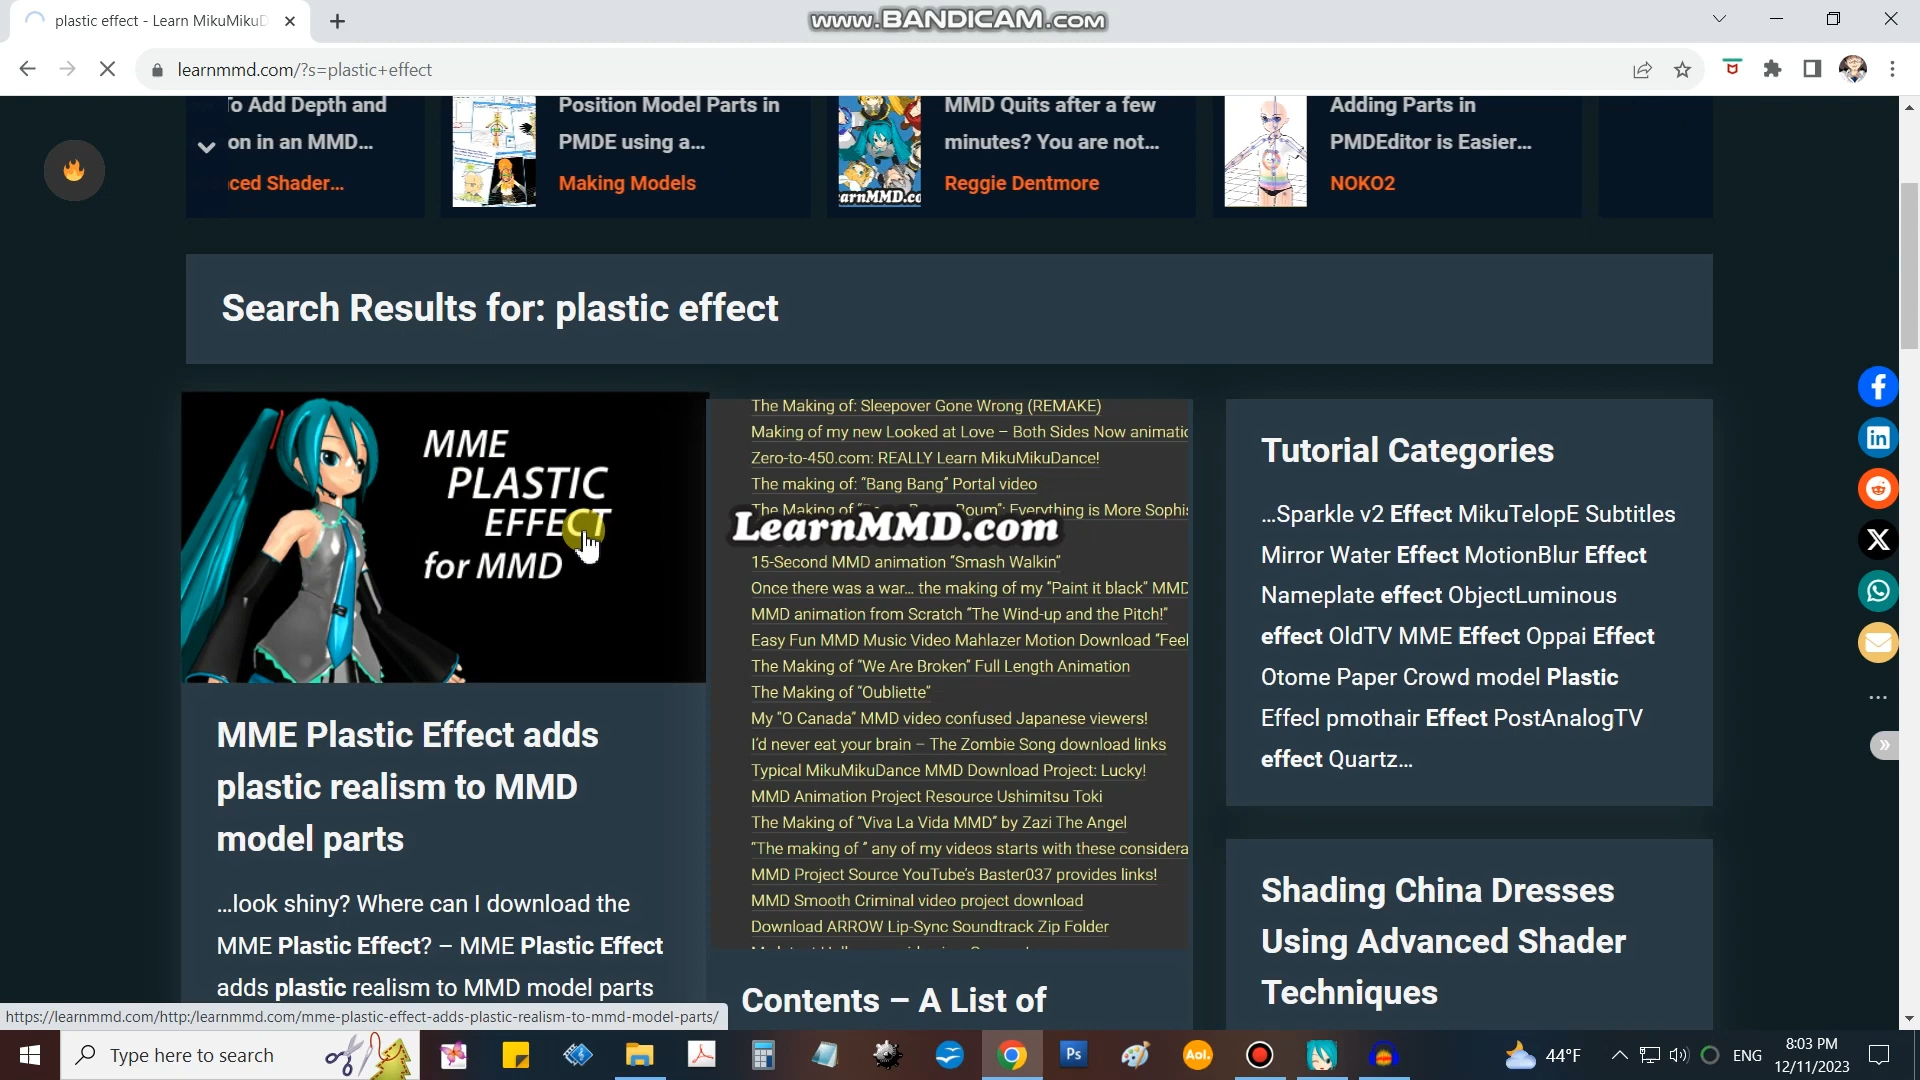 plastic effect - Learn MikuMikuD
www.BANDICAM.com
learnmmd.com/?s=plastic+effect
To Add Depth and
on in an MMD...
ced Shader...
Position Model Parts in
PMDE using a...
Making Models
MMD Quits after a few
minutes? You are not...
Reggie Dentmore
Adding Parts in
PMDEditor is Easier...
NOKO2
Search Results for: plastic effect
MME
PLASTIC
EFFECT
for MMD
MME Plastic Effect adds
plastic realism to MMD
model parts
...look shiny? Where can I download the
MME Plastic Effect? – MME Plastic Effect
adds plastic realism to MMD model parts
The Making of: Sleepover Gone Wrong (REMAKE)
Making of my new Looked at Love – Both Sides Now animatic
Zero-to-450.com: REALLY Learn MikuMikuDance!
The making of: “Bang Bang” Portal video
The Making of Boum”: Everything is More Sophis
LearnMMD.com
15-Second MMD animation “Smash Walkin’
Once there was a war... the making of my “Paint it black” MMD
MMD animation from Scratch “The Wind-up and the Pitch!”
Easy Fun MMD Music Video Mahlazer Motion Download “Feel
The Making of “We Are Broken” Full Length Animation
The Making of “Oubliette”
My “O Canada” MMD video confused Japanese viewers!
I’d never eat your brain – The Zombie Song download links
Typical MikuMikuDance MMD Download Project: Lucky!
MMD Animation Project Resource Ushimitsu Toki
The Making of “Viva La Vida MMD” by Zazi The Angel
“The making of ” any of my videos starts with these considera
MMD Project Source YouTube’s Baster037 provides links!
MMD Smooth Criminal video project download
Download ARROW Lip-Sync Soundtrack Zip Folder
Contents – A List of
Tutorial Categories
...Sparkle v2 Effect MikuTelopE Subtitles
Mirror Water Effect MotionBlur Effect
Nameplate effect ObjectLuminous
effect OldTV MME Effect Oppai Effect
Otome Paper Crowd model Plastic
Effecl pmothair Effect PostAnalogTV
effect Quartz...
Shading China Dresses
Using Advanced Shader
Techniques
https://learnmmd.com/http:/learnmmd.com/mme-plastic-effect-adds-plastic-realism-to-mmd-model-parts/
Type here to search
Ps
Aol.
44°F
ENG
8:03 PM
12/11/2023